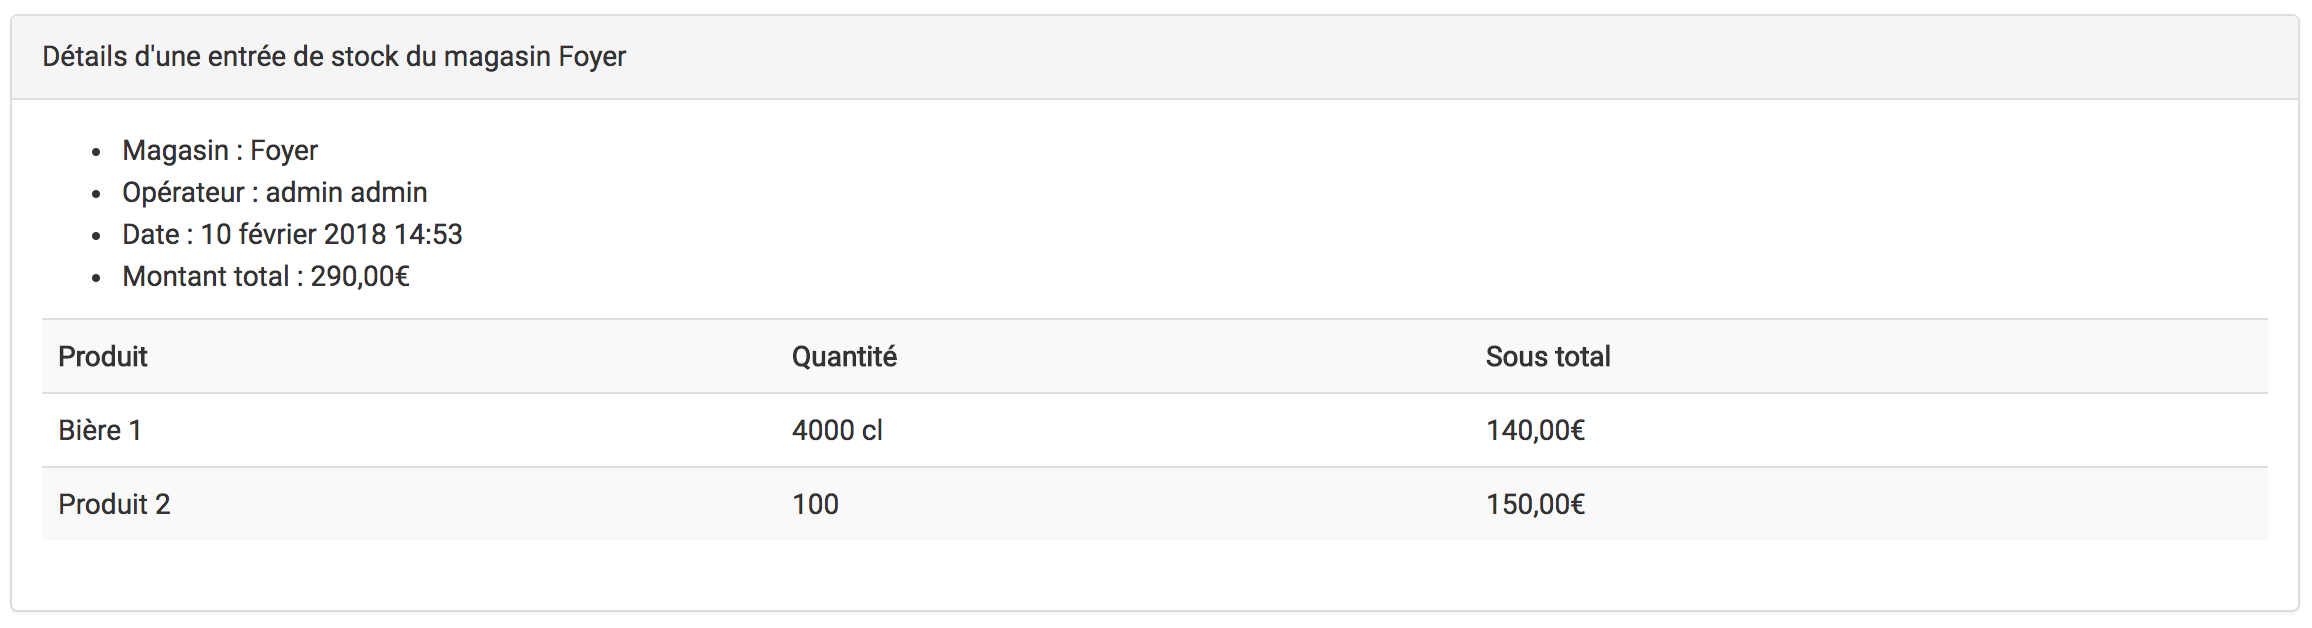 Détails d'une entrée de stock du magasin Foyer
• Magasin : Foyer
• Opérateur : admin admin
• Date : 10 février 2018 14:53
• Montant total : 290,00€
Produit Quantité Sous total
Bière 1 4000 cl 140,00€
Produit 2 100 150,00€